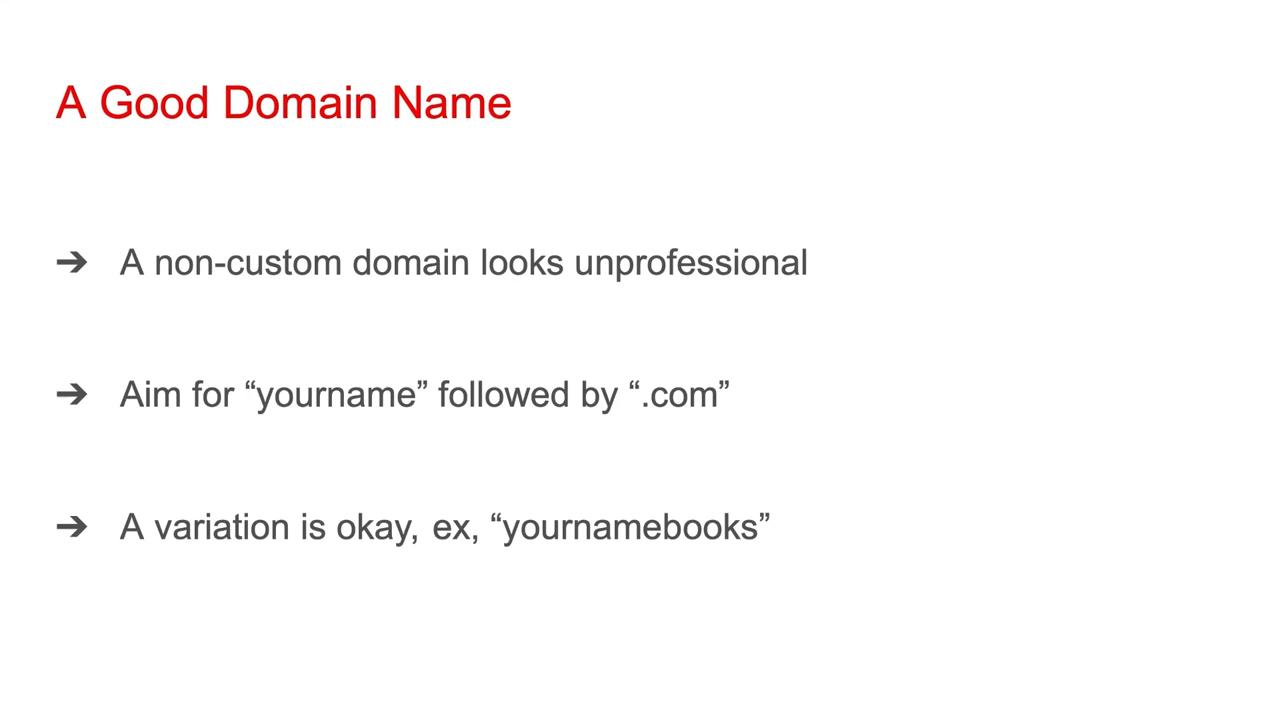 A Good Domain Name
➔ A non-custom domain looks unprofessional
➔ Aim for “yourname” followed by “.com”
➔ A variation is okay, ex, “yournamebooks”